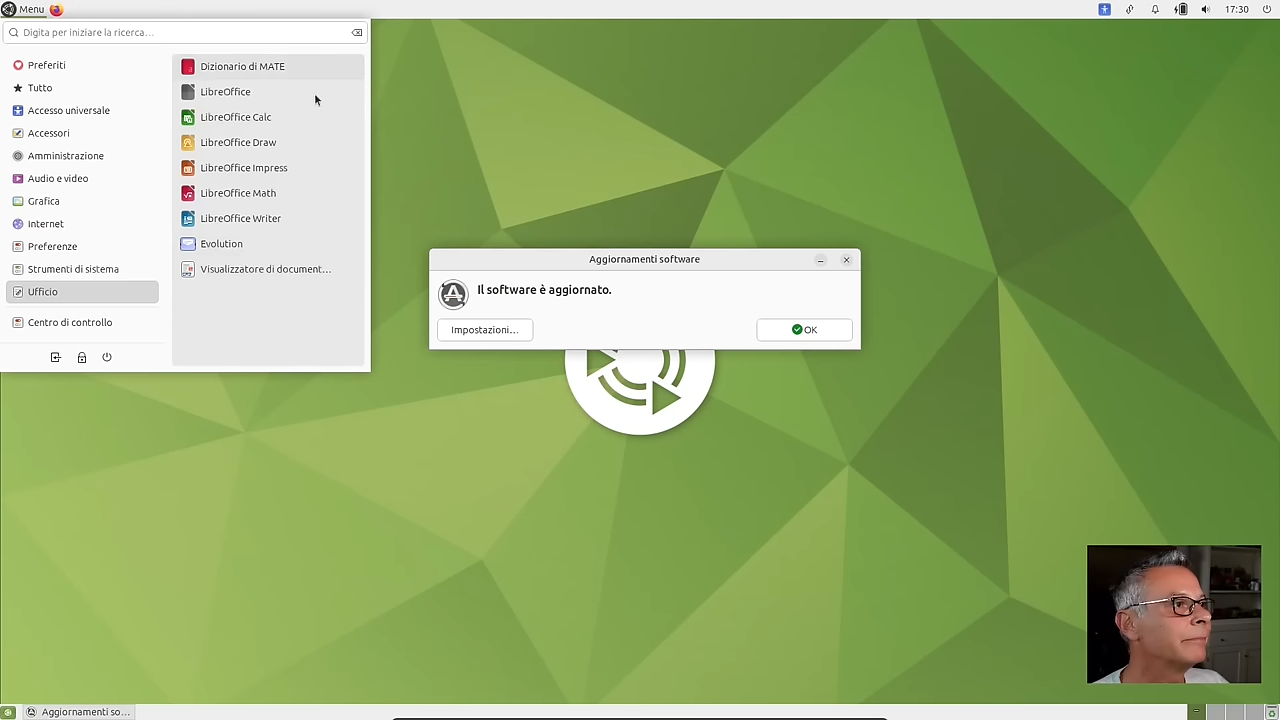 Menu
17:30
Digita per iniziare la ricerca…
Preferiti
Tutto
Accesso universale
Accessori
Amministrazione
Audio e video
Grafica
Internet
Preferenze
Strumenti di sistema
Ufficio
Centro di controllo
Dizionario di MATE
LibreOffice
LibreOffice Calc
LibreOffice Draw
LibreOffice Impress
LibreOffice Math
LibreOffice Writer
Evolution
Visualizzatore di document…
Aggiornamenti software
Il software è aggiornato.
Impostazioni…
OK
Aggiornamenti so…